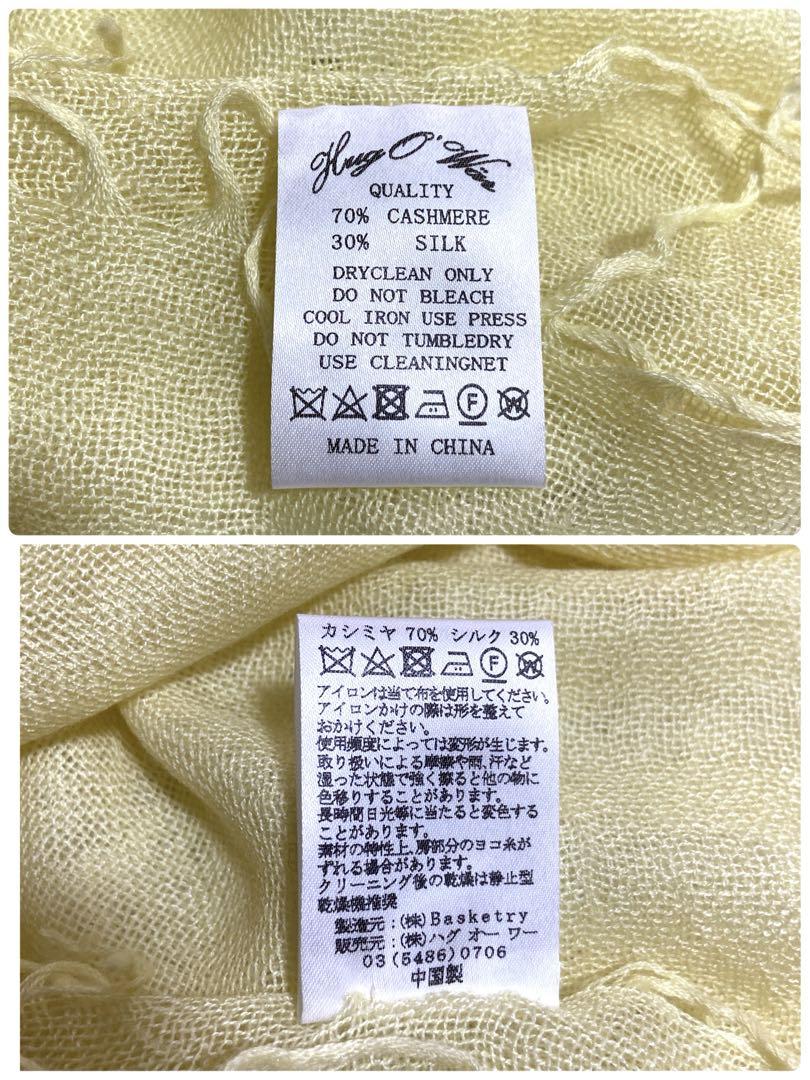 Hug O' Wär
QUALITY
70% CASHMERE
30% SILK
DRYCLEAN ONLY
DO NOT BLEACH
COOL IRON USE PRESS
DO NOT TUMBLEDRY
USE CLEANINGNET
F W
MADE IN CHINA
カシミヤ 70% シルク 30%
F W
アイロンは当て布を使用してください。
アイロンかけの際は形を整えて
おかけください。
使用頻度によっては変形が生じます。
取り扱いによる摩擦や雨、汗など
湿った状態で強く擦ると他の物に
色移りすることがあります。
長時間日光等に当たると変色する
ことがあります。
素材の特性上、房部分のヨコ糸が
ずれる場合があります。
クリーニング後の乾燥は静止型
乾燥機推奨
製造元:(株)Basketry
販売元:(株)ハグ オー ワー
03(5486)0706
中国製